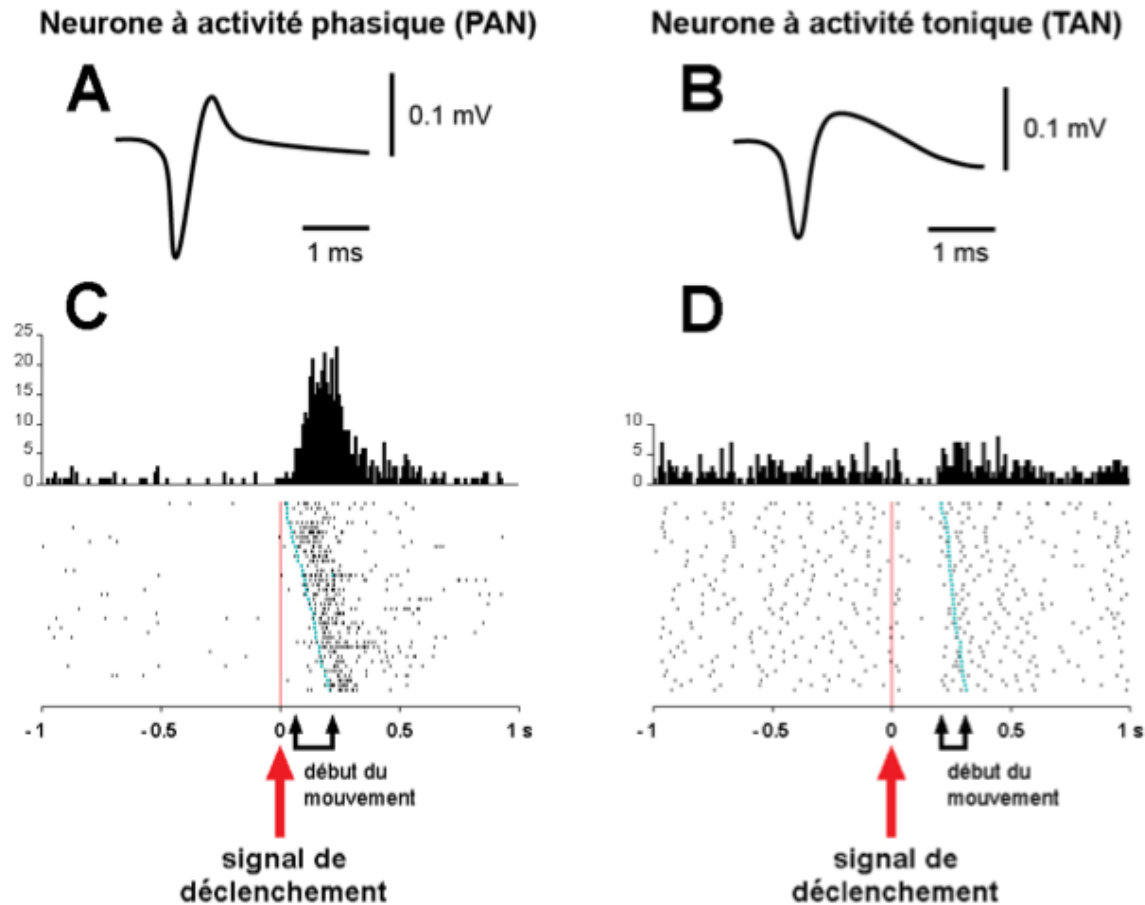 Neurone à activité phasique (PAN)
Neurone à activité tonique (TAN)
A
0.1 mV
1 ms
B
0.1 mV
1 ms
C
25
20
15
10
5
0
-1
-0.5
0
0.5
1 s
début du
mouvement
signal de
déclenchement
D
10
5
0
-1
-0.5
0
0.5
1 s
début du
mouvement
signal de
déclenchement